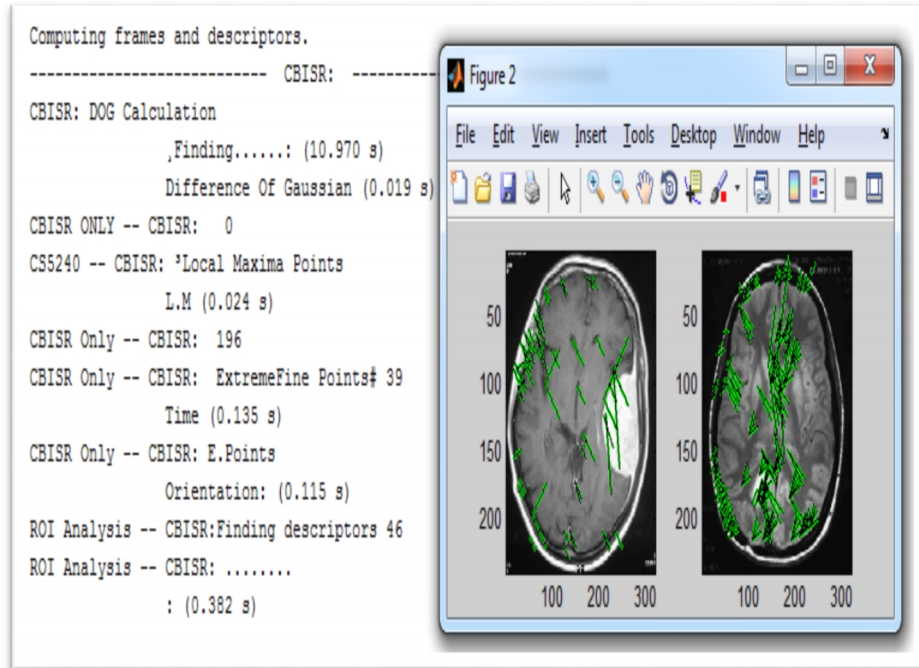 Computing frames and descriptors.
---------------------------- CBISR: ----------
CBISR: DOG Calculation
¸Finding......: (10.970 s)
Difference Of Gaussian (0.019 s)
CBISR ONLY -- CBISR: 0
CS5240 -- CBISR: ³Local Maxima Points
L.M (0.024 s)
CBISR Only -- CBISR: 196
CBISR Only -- CBISR: ExtremeFine Points‡ 39
Time (0.135 s)
CBISR Only -- CBISR: E.Points
Orientation: (0.115 s)
ROI Analysis -- CBISR:Finding descriptors 46
ROI Analysis -- CBISR: ........
: (0.382 s)
Figure 2
File Edit View Insert Tools Desktop Window Help
50 50
100 100
150 150
200 200
100 200 300 100 200 300